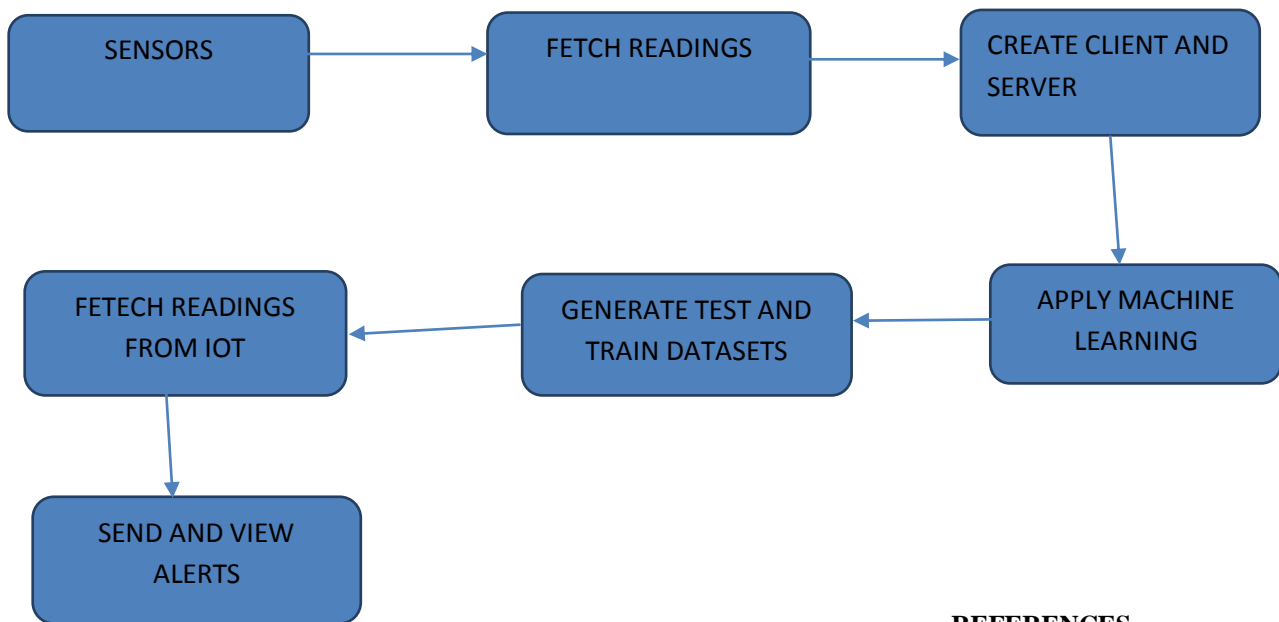 SENSORS
FETCH READINGS
CREATE CLIENT AND
SERVER
APPLY MACHINE
LEARNING
GENERATE TEST AND
TRAIN DATASETS
FETECH READINGS
FROM IOT
SEND AND VIEW
ALERTS
REFERENCES